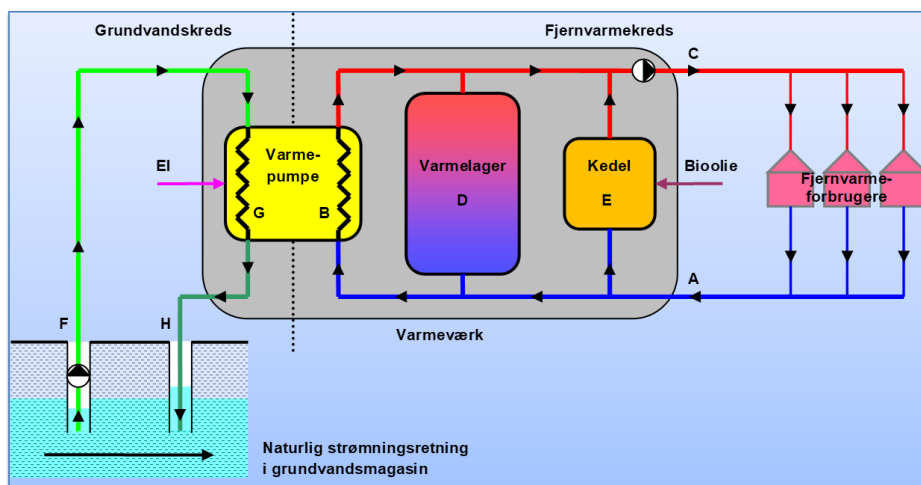 Grundvandskreds
Fjernvarmekreds
C
El
Varme-
pumpe
G
B
Varmelager
D
Kedel
E
Bioolie
Fjernvarme-
forbrugere
A
F
H
Varmeværk
Naturlig strømningsretning
i grundvandsmagasin